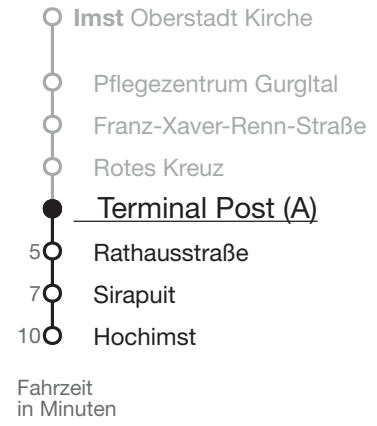 Imst Oberstadt Kirche
Pflegezentrum Gurgltal
Franz-Xaver-Renn-Straße
Rotes Kreuz
Terminal Post (A)
5 Rathausstraße
7 Sirapuit
10 Hochimst
Fahrzeit
in Minuten